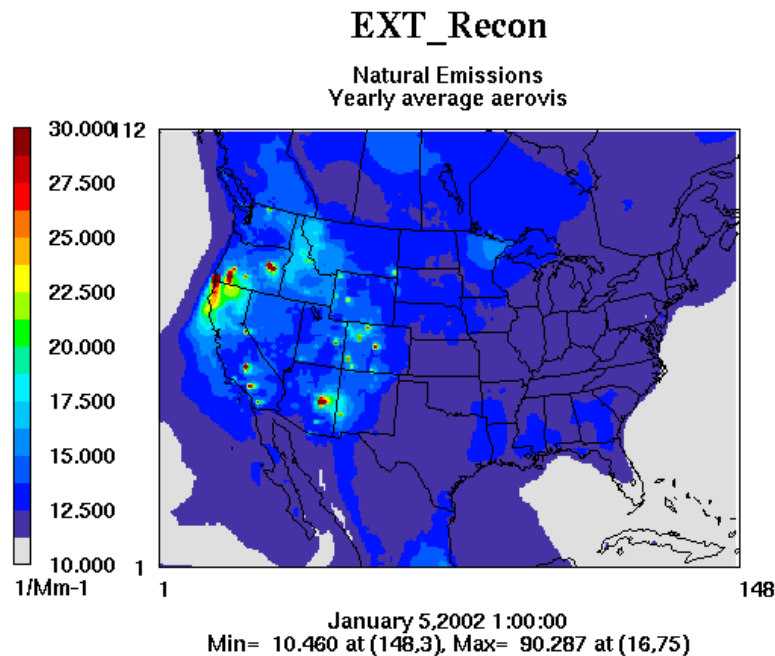 EXT_Recon
Natural Emissions
Yearly average aerovis
30.000
27.500
25.000
22.500
20.000
17.500
15.000
12.500
10.000
1/Mm-1
112
1
1
148
January 5,2002 1:00:00
Min= 10.460 at (148,3), Max= 90.287 at (16,75)